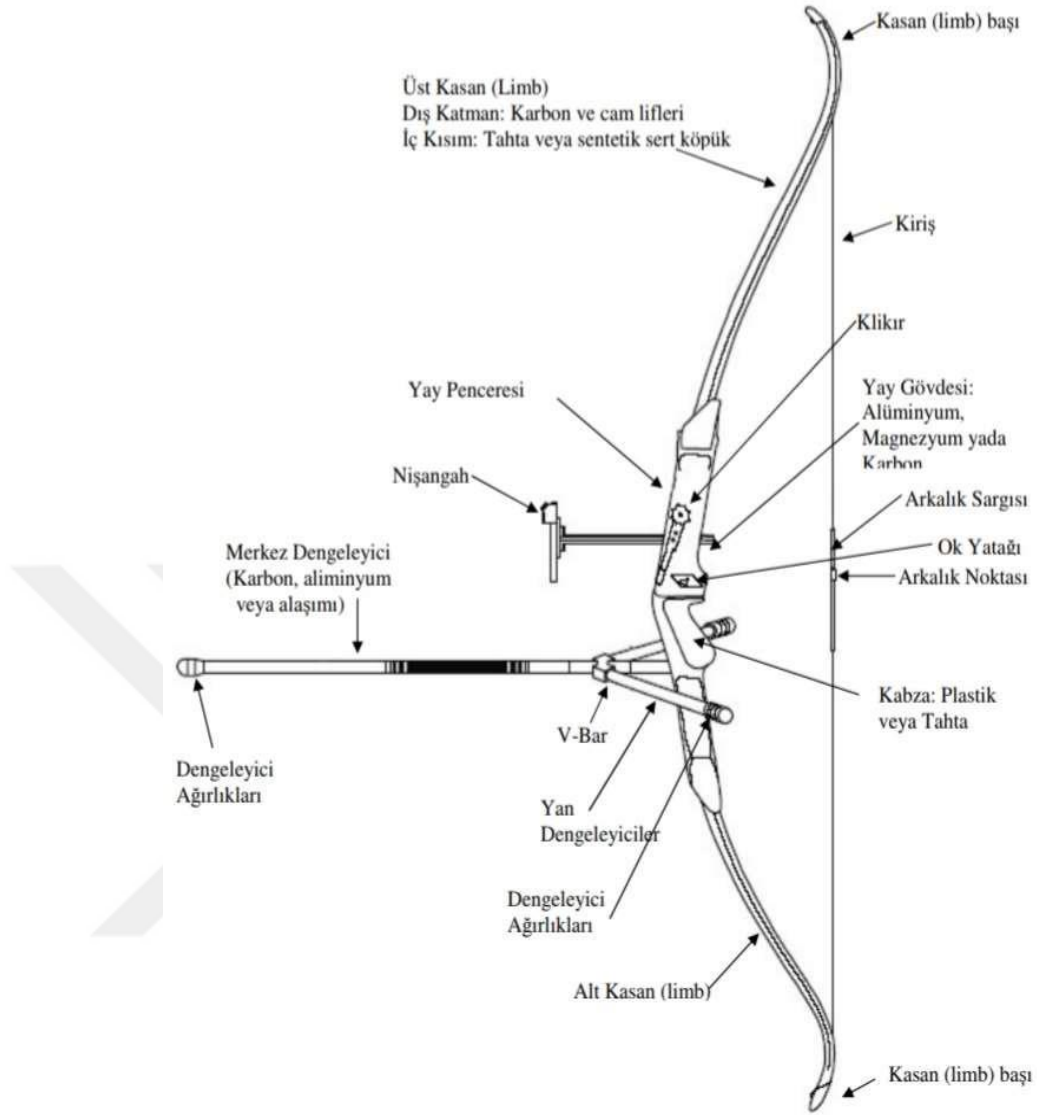 Kasan (limb) başı
Üst Kasan (Limb)
Dış Katman: Karbon ve cam lifleri
İç Kısım: Tahta veya sentetik sert köpük
Kiriş
Klikır
Yay Penceresi
Yay Gövdesi:
Alüminyum,
Magnezyum yada
Karbon
Nişangah
Arkalık Sargısı
Ok Yatağı
Arkalık Noktası
Merkez Dengeleyici
(Karbon, aliminyum
veya alaşımı)
Kabza: Plastik
veya Tahta
V-Bar
Dengeleyici
Ağırlıkları
Yan
Dengeleyiciler
Dengeleyici
Ağırlıkları
Alt Kasan (limb)
Kasan (limb) başı